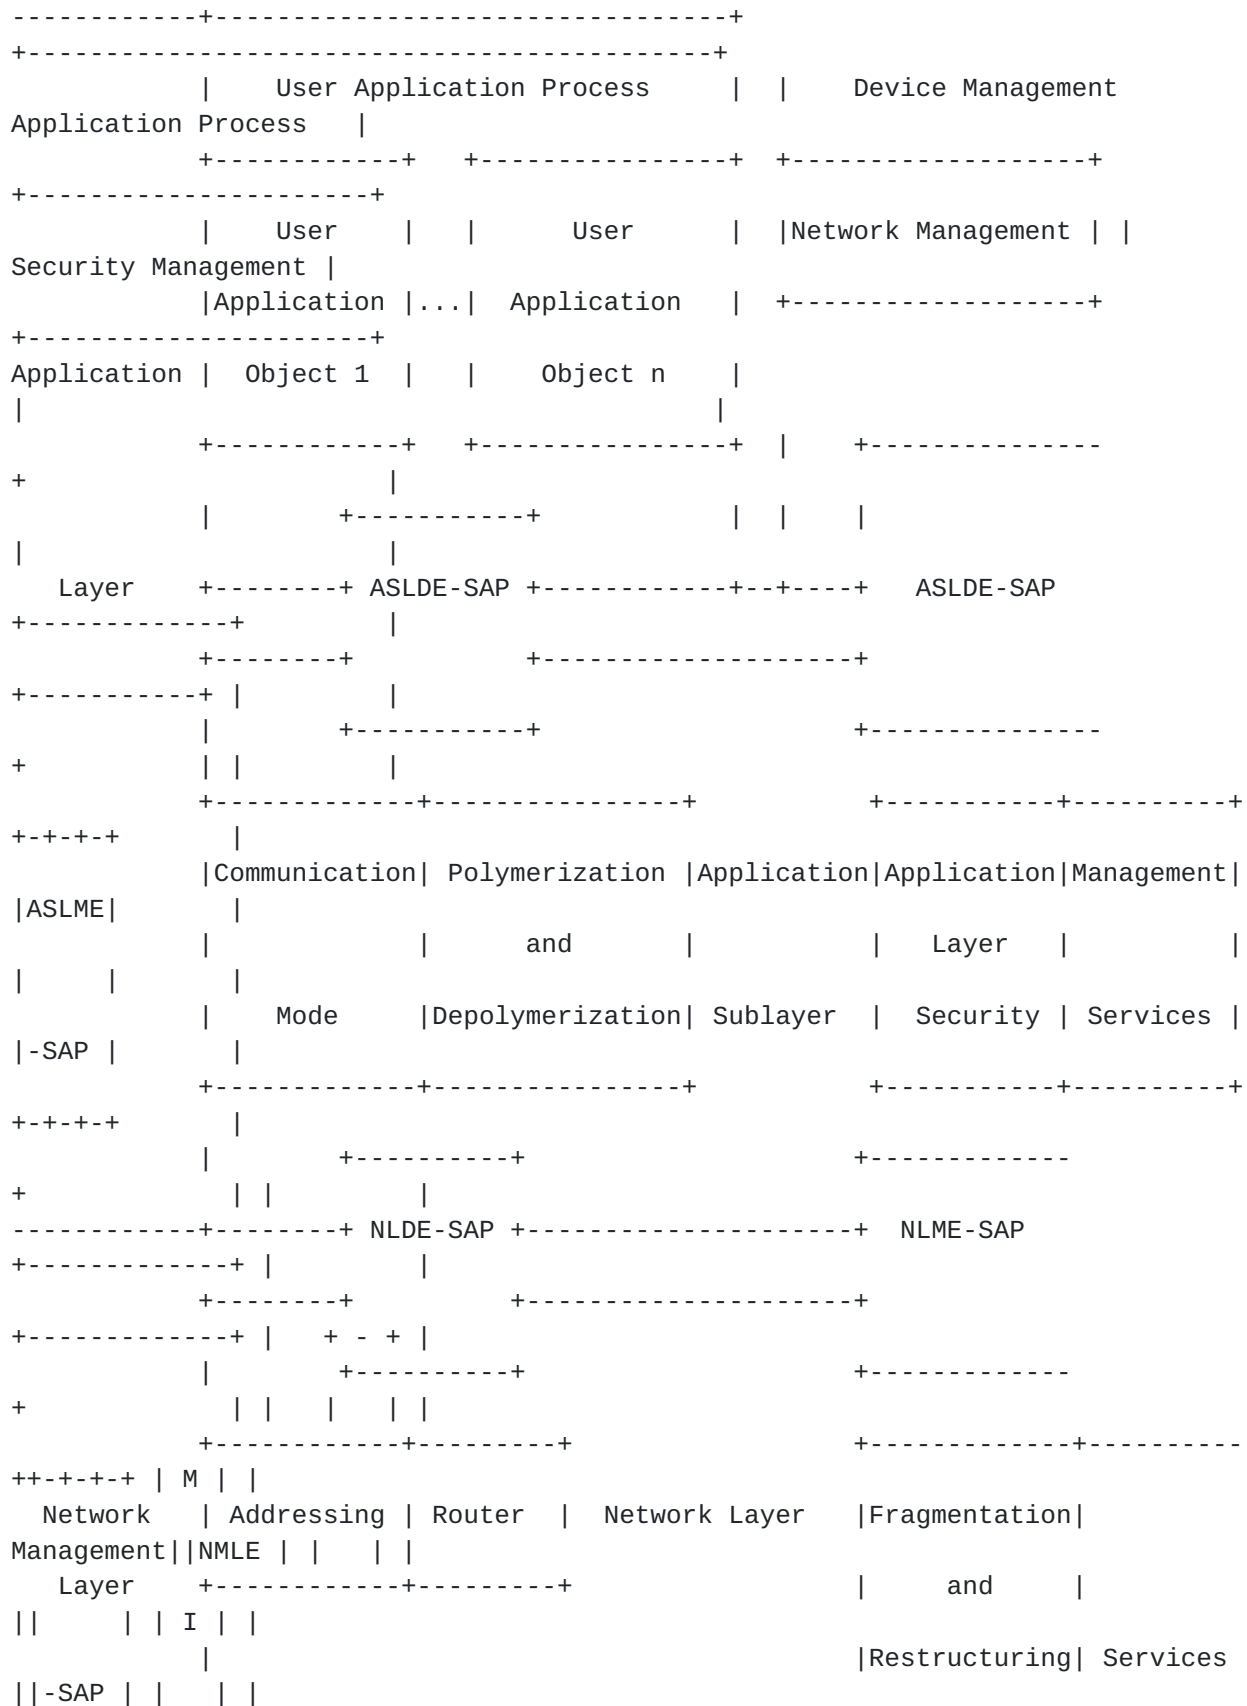 ------------+---------------------------------+
+--------------------------------------------+
            |    User Application Process     |  |    Device Management
Application Process   |
            +------------+   +----------------+  +-------------------+
+----------------------+
            |    User    |   |      User      |  |Network Management | |
Security Management |
            |Application |...|  Application   |  +-------------------+
+----------------------+
Application |  Object 1  |   |    Object n    |
|                                            |
            +------------+   +----------------+  |    +---------------
+                       |
            |        +-----------+            |  |    |
|                       |
   Layer    +--------+ ASLDE-SAP +------------+--+----+   ASLDE-SAP
+-------------+         |
            +--------+           +--------------------+
+-----------+ |         |
            |        +-----------+                    +---------------
+           | |         |
            +-------------+----------------+           +-----------+----------+
+-+-+-+       |
            |Communication| Polymerization |Application|Application|Management|
|ASLME|       |
            |             |      and       |           |   Layer   |          |
|     |       |
            |    Mode     |Depolymerization| Sublayer  |  Security | Services |
|-SAP |       |
            +-------------+----------------+           +-----------+----------+
+-+-+-+       |
            |        +----------+                     +-------------
+             | |         |
------------+--------+ NLDE-SAP +---------------------+  NLME-SAP
+-------------+ |         |
            +--------+          +---------------------+
+-------------+ |   + - + |
            |        +----------+                     +-------------
+             | |   |   | |
            +------------+---------+                  +-------------+----------
++-+-+-+ | M | |
  Network   | Addressing | Router  |  Network Layer   |Fragmentation|
Management||NMLE | |   | |
   Layer    +------------+---------+                  |     and     |
||     | | I | |
            |                                         |Restructuring| Services
||-SAP | |   | |